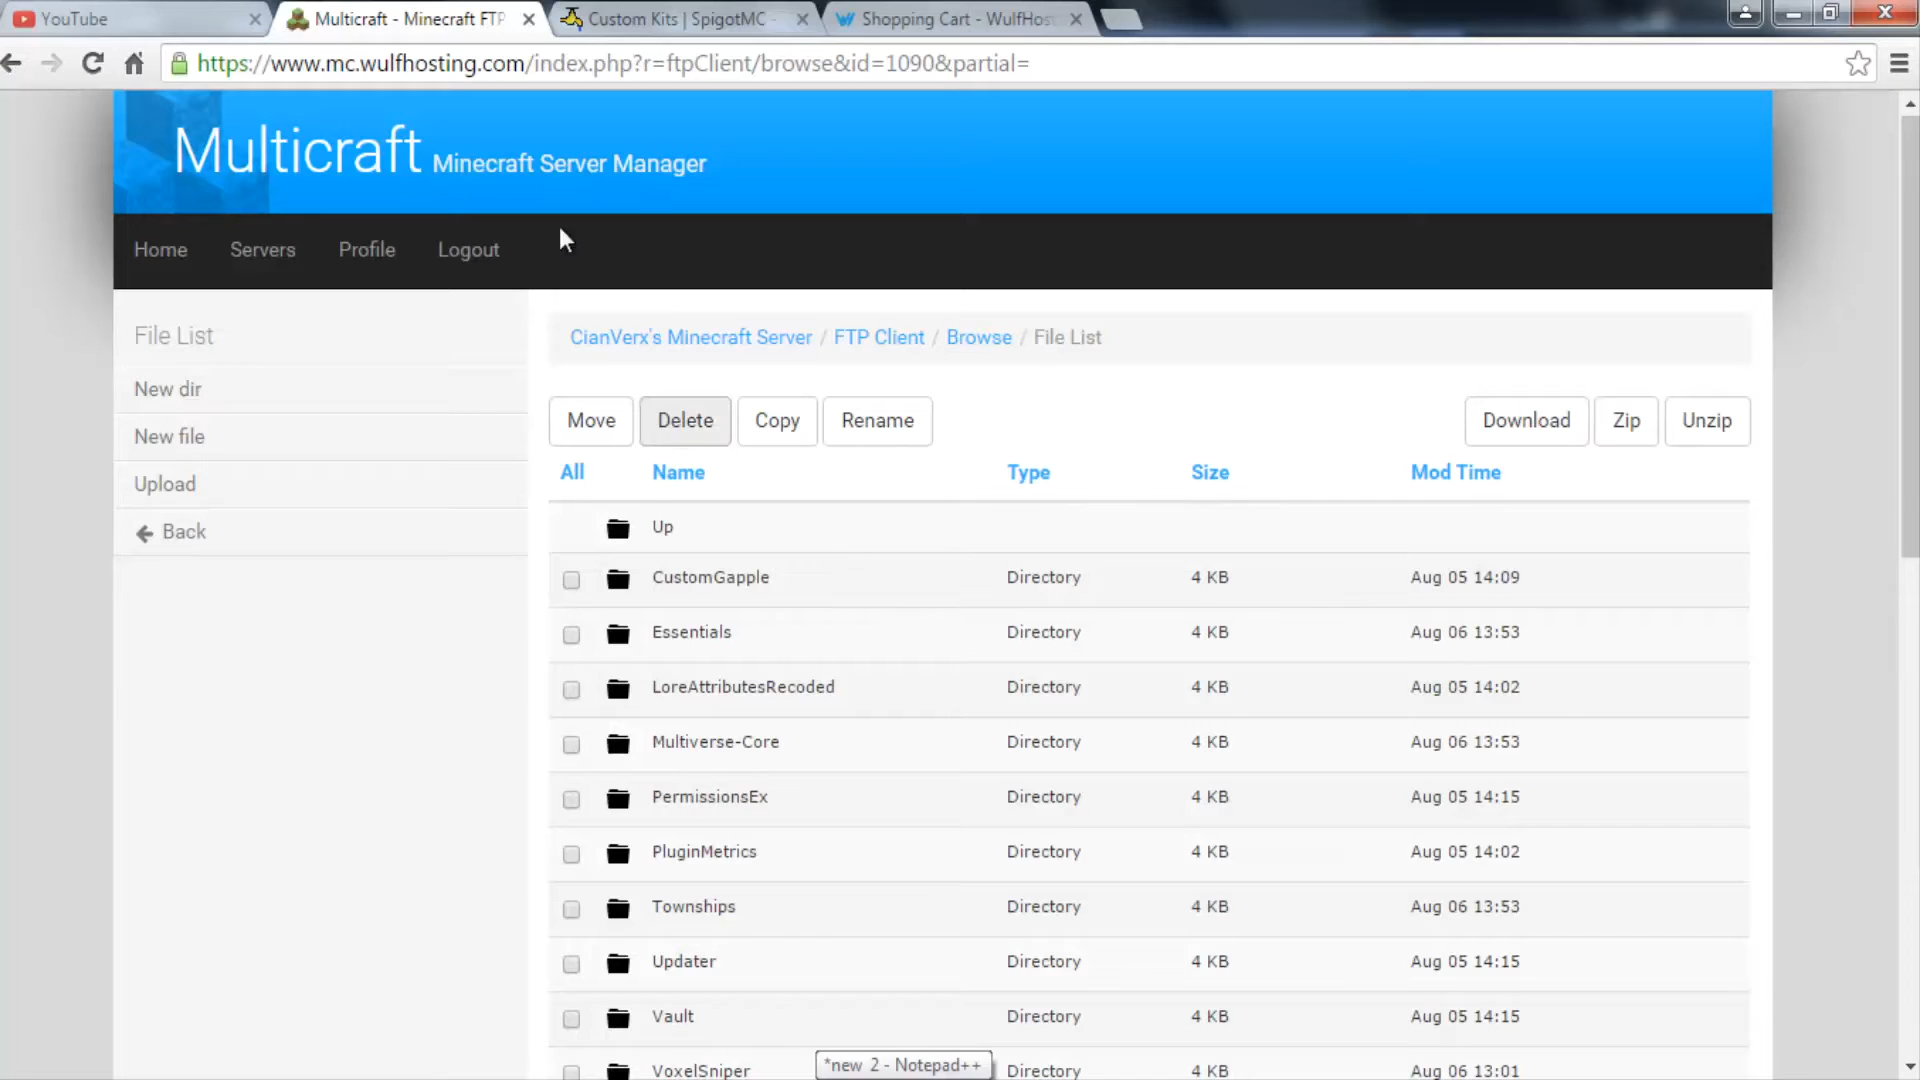 YouTube
Multicraft - Minecraft FTP
Custom Kits | SpigotMC -
Shopping Cart - WulfHos
https://www.mc.wulfhosting.com/index.php?r=ftpClient/browse&id=1090&partial=
Multicraft Minecraft Server Manager
Home Servers Profile Logout
File List
New dir
New file
Upload
Back
CianVerx's Minecraft Server / FTP Client / Browse / File List
Move Delete Copy Rename Download Zip Unzip
All Name Type Size Mod Time
Up
CustomGapple Directory 4 KB Aug 05 14:09
Essentials Directory 4 KB Aug 06 13:53
LoreAttributesRecoded Directory 4 KB Aug 05 14:02
Multiverse-Core Directory 4 KB Aug 06 13:53
PermissionsEx Directory 4 KB Aug 05 14:15
PluginMetrics Directory 4 KB Aug 05 14:02
Townships Directory 4 KB Aug 06 13:53
Updater Directory 4 KB Aug 05 14:15
Vault Directory 4 KB Aug 05 14:15
VoxelSniper Directory 4 KB Aug 06 13:01
*new 2 - Notepad++